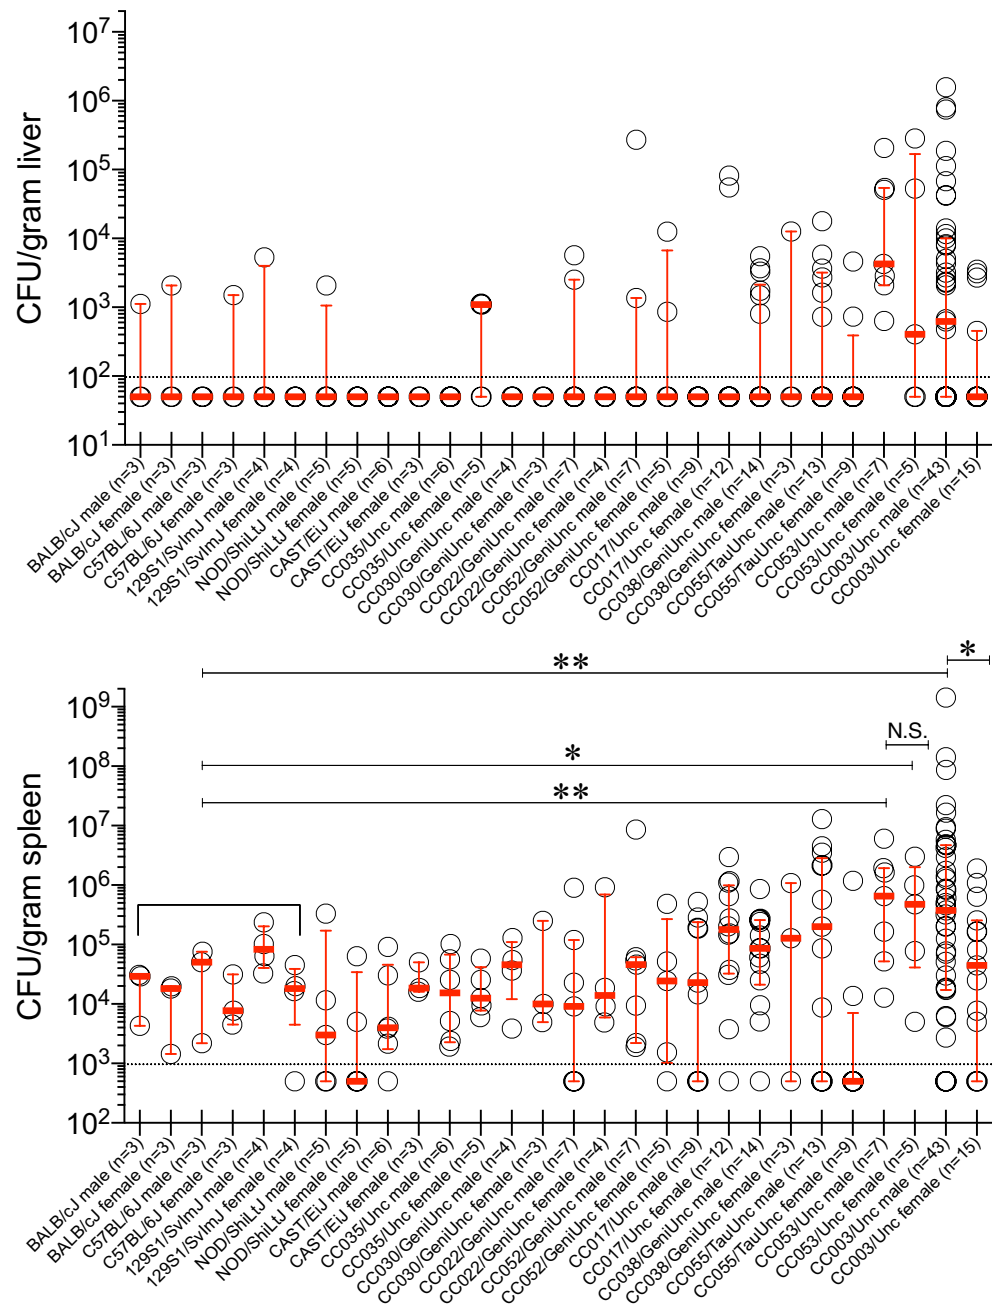 10⁷
10⁶
10⁵
10⁴
10³
10²
10¹
CFU/gram liver
BALB/cJ male (n=3)
BALB/cJ female (n=3)
C57BL/6J male (n=3)
C57BL/6J female (n=3)
129S1/SvImJ male (n=4)
129S1/SvImJ female (n=4)
NOD/ShiLtJ male (n=5)
NOD/ShiLtJ female (n=5)
CAST/EiJ male (n=6)
CAST/EiJ female (n=3)
CC035/Unc male (n=6)
CC035/Unc female (n=5)
CC030/GeniUnc male (n=4)
CC030/GeniUnc female (n=3)
CC022/GeniUnc male (n=7)
CC022/GeniUnc female (n=4)
CC052/GeniUnc male (n=7)
CC052/GeniUnc female (n=5)
CC017/Unc male (n=9)
CC017/Unc female (n=12)
CC038/GeniUnc male (n=14)
CC038/GeniUnc female (n=3)
CC055/TauUnc male (n=13)
CC055/TauUnc female (n=9)
CC053/Unc male (n=7)
CC053/Unc female (n=5)
CC003/Unc male (n=43)
CC003/Unc female (n=15)
**
*
N.S.
*
**
10⁹
10⁸
10⁷
10⁶
10⁵
10⁴
10³
10²
CFU/gram spleen
BALB/cJ male (n=3)
BALB/cJ female (n=3)
C57BL/6J male (n=3)
C57BL/6J female (n=3)
129S1/SvImJ male (n=4)
129S1/SvImJ female (n=4)
NOD/ShiLtJ male (n=5)
NOD/ShiLtJ female (n=5)
CAST/EiJ male (n=6)
CAST/EiJ female (n=3)
CC035/Unc male (n=6)
CC035/Unc female (n=5)
CC030/GeniUnc male (n=4)
CC030/GeniUnc female (n=3)
CC022/GeniUnc male (n=7)
CC022/GeniUnc female (n=4)
CC052/GeniUnc male (n=7)
CC052/GeniUnc female (n=5)
CC017/Unc male (n=9)
CC017/Unc female (n=12)
CC038/GeniUnc male (n=14)
CC038/GeniUnc female (n=3)
CC055/TauUnc male (n=13)
CC055/TauUnc female (n=9)
CC053/Unc male (n=7)
CC053/Unc female (n=5)
CC003/Unc male (n=43)
CC003/Unc female (n=15)